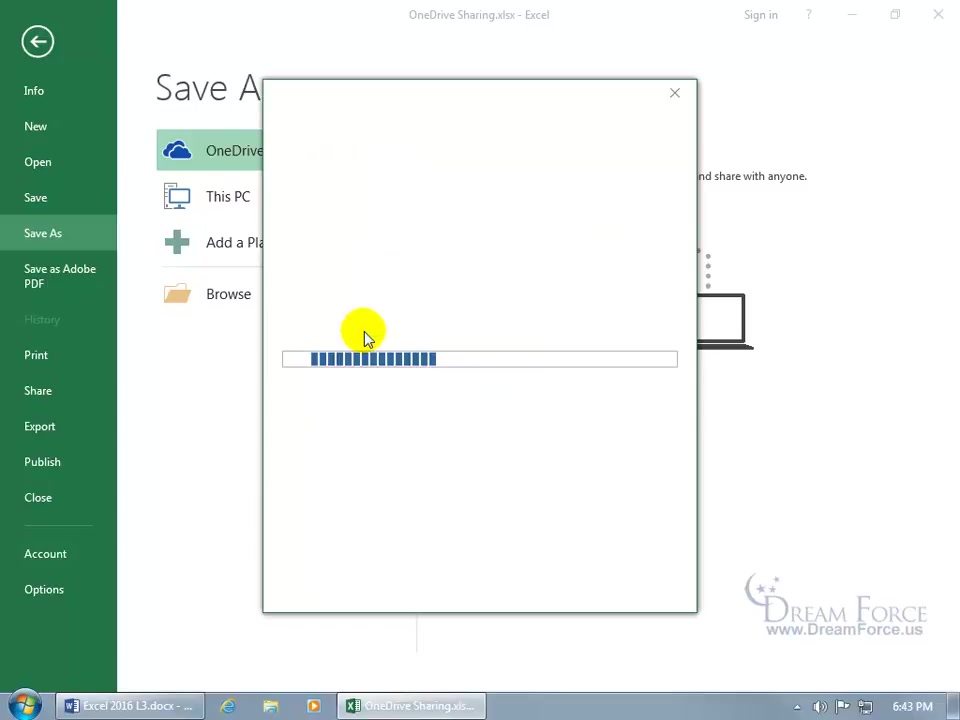 OneDrive Sharing.xlsx - Excel
Sign in
?
Info
New
Open
Save
Save As
Save as Adobe
PDF
History
Print
Share
Export
Publish
Close
Account
Options
Save A
OneDrive
This PC
Add a Pla
Browse
nd share with anyone.
DREAM FORCE
www.DreamForce.us
Excel 2016 L3.docx - ...
OneDrive Sharing.xls...
6:43 PM